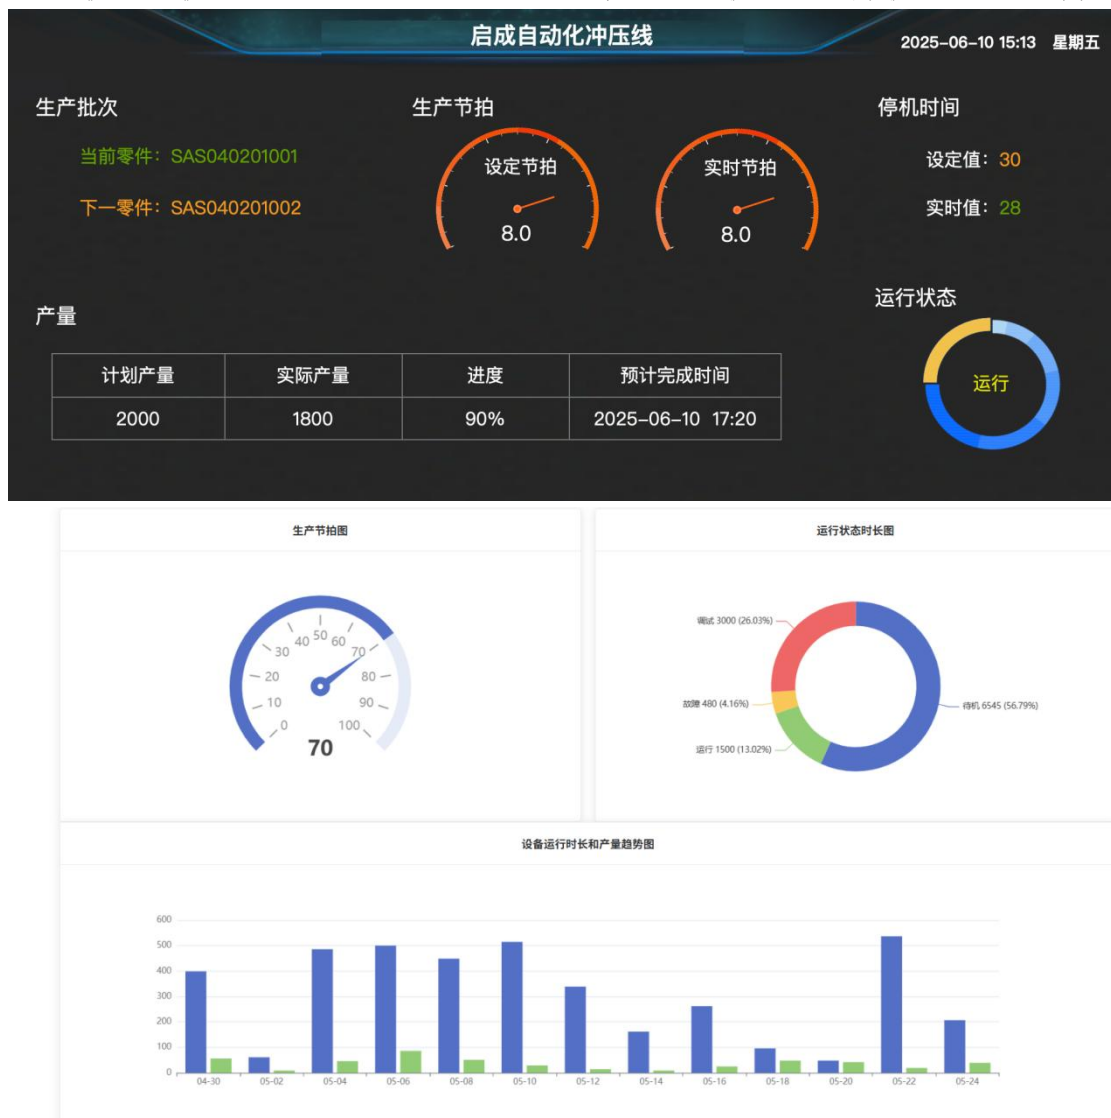 启成自动化冲压线
2025-06-10 15:13 星期五
生产批次
当前零件：SAS040201001
下一零件：SAS040201002
生产节拍
设定节拍
8.0
实时节拍
8.0
停机时间
设定值：30
实时值：28
运行状态
运行
产量
计划产量 实际产量 进度 预计完成时间
2000 1800 90% 2025-06-10 17:20
生产节拍图
0
10
20
30
40
50
60
70
80
90
100
70
运行状态时长图
调试 3000 (26.03%)
故障 480 (4.16%)
运行 1500 (13.02%)
待机 6545 (56.79%)
设备运行时长和产量趋势图
600
500
400
300
200
100
0
04-30 05-02 05-04 05-06 05-08 05-10 05-12 05-14 05-16 05-18 05-20 05-22 05-24